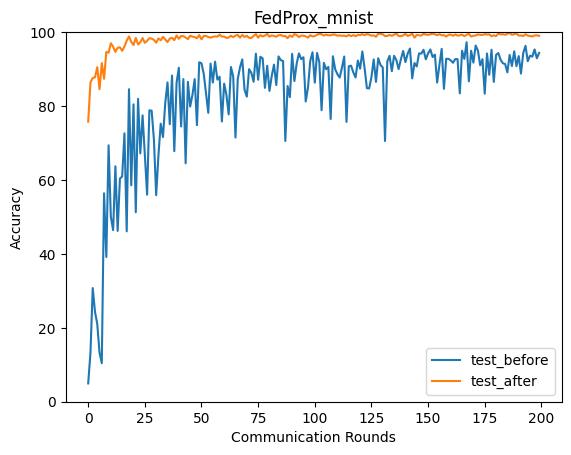 FedProx_mnist
100
80
60
40
20
0
Accuracy
0 25 50 75 100 125 150 175 200
Communication Rounds
test_before
test_after